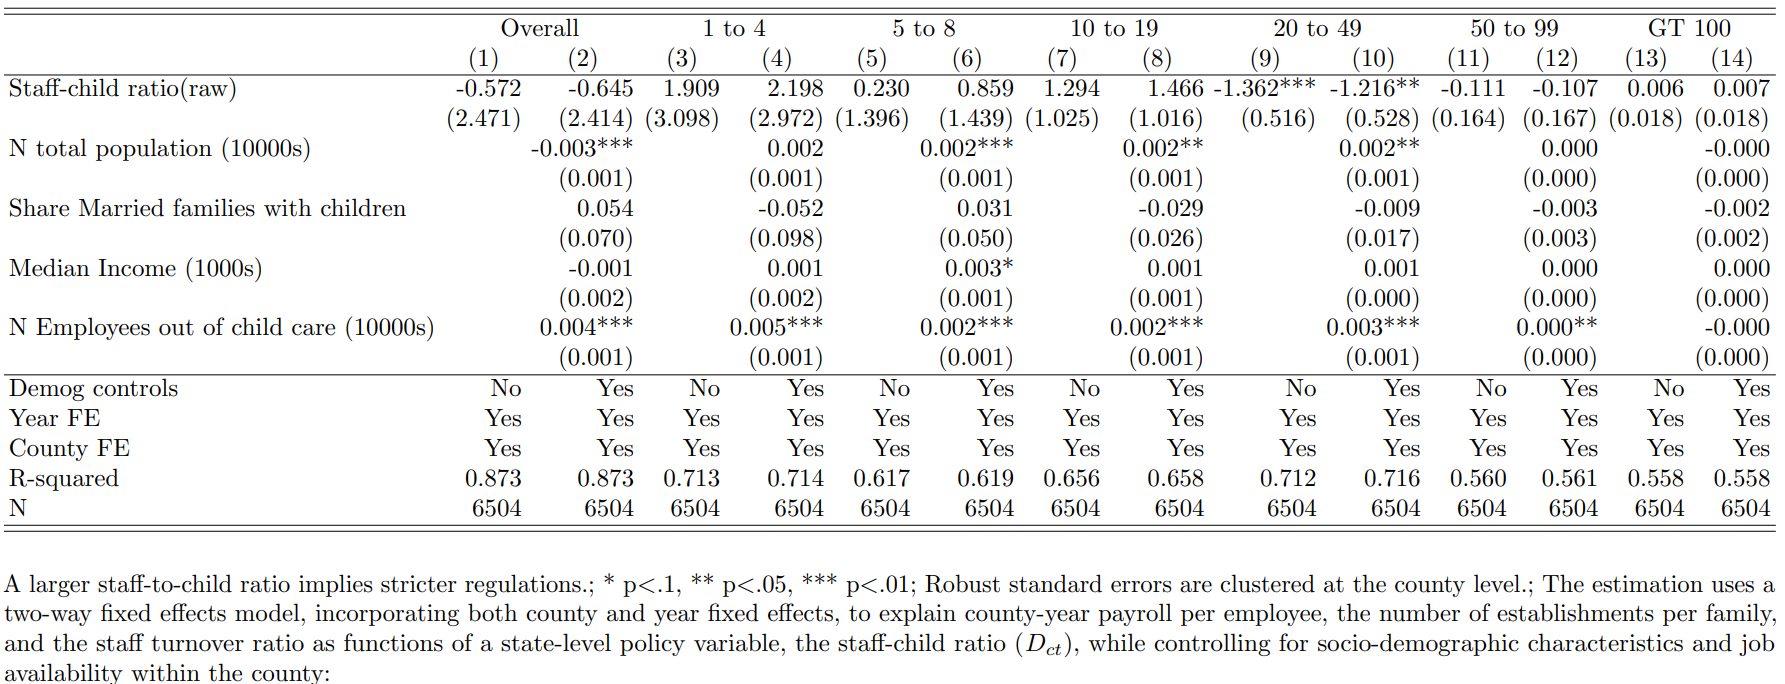 Overall 1 to 4 5 to 8 10 to 19 20 to 49 50 to 99 GT 100
(1) (2) (3) (4) (5) (6) (7) (8) (9) (10) (11) (12) (13) (14)
Staff-child ratio(raw) -0.572 -0.645 1.909 2.198 0.230 0.859 1.294 1.466 -1.362*** -1.216** -0.111 -0.107 0.006 0.007
(2.471) (2.414) (3.098) (2.972) (1.396) (1.439) (1.025) (1.016) (0.516) (0.528) (0.164) (0.167) (0.018) (0.018)
N total population (10000s) -0.003*** 0.002 0.002*** 0.002** 0.002** 0.000 -0.000
(0.001) (0.001) (0.001) (0.001) (0.001) (0.000) (0.000)
Share Married families with children 0.054 -0.052 0.031 -0.029 -0.009 -0.003 -0.002
(0.070) (0.098) (0.050) (0.026) (0.017) (0.003) (0.002)
Median Income (1000s) -0.001 0.001 0.003* 0.001 0.001 0.000 0.000
(0.002) (0.002) (0.001) (0.001) (0.000) (0.000) (0.000)
N Employees out of child care (10000s) 0.004*** 0.005*** 0.002*** 0.002*** 0.003*** 0.000** -0.000
(0.001) (0.001) (0.001) (0.001) (0.001) (0.000) (0.000)
Demog controls No Yes No Yes No Yes No Yes No Yes No Yes No Yes
Year FE Yes Yes Yes Yes Yes Yes Yes Yes Yes Yes Yes Yes Yes Yes
County FE Yes Yes Yes Yes Yes Yes Yes Yes Yes Yes Yes Yes Yes Yes
R-squared 0.873 0.873 0.713 0.714 0.617 0.619 0.656 0.658 0.712 0.716 0.560 0.561 0.558 0.558
N 6504 6504 6504 6504 6504 6504 6504 6504 6504 6504 6504 6504 6504 6504
A larger staff-to-child ratio implies stricter regulations.; * p<.1, ** p<.05, *** p<.01; Robust standard errors are clustered at the county level.; The estimation uses a
two-way fixed effects model, incorporating both county and year fixed effects, to explain county-year payroll per employee, the number of establishments per family,
and the staff turnover ratio as functions of a state-level policy variable, the staff-child ratio (D_ct), while controlling for socio-demographic characteristics and job
availability within the county: